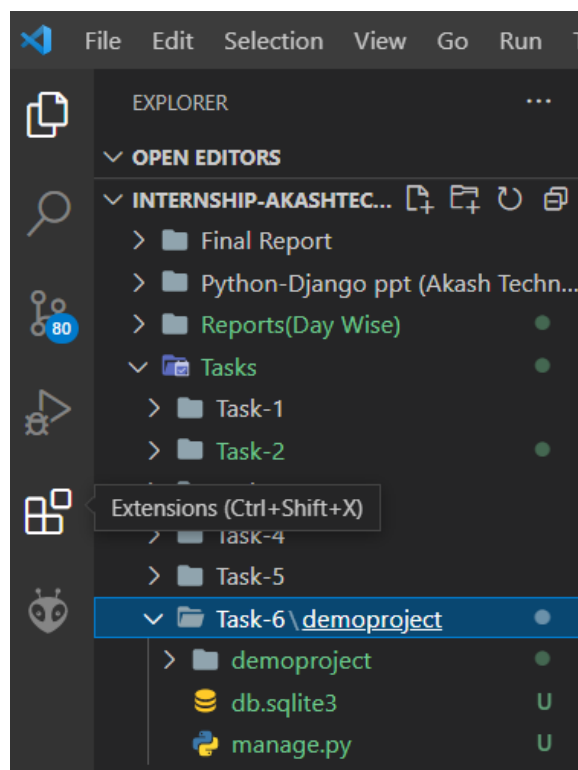 File Edit Selection View Go Run
EXPLORER
OPEN EDITORS
INTERNSHIP-AKASHTEC...
Final Report
Python-Django ppt (Akash Techn...
Reports(Day Wise)
80
Tasks
Task-1
Task-2
Extensions (Ctrl+Shift+X)
Task-4
Task-5
Task-6\demoproject
demoproject
db.sqlite3 U
manage.py U